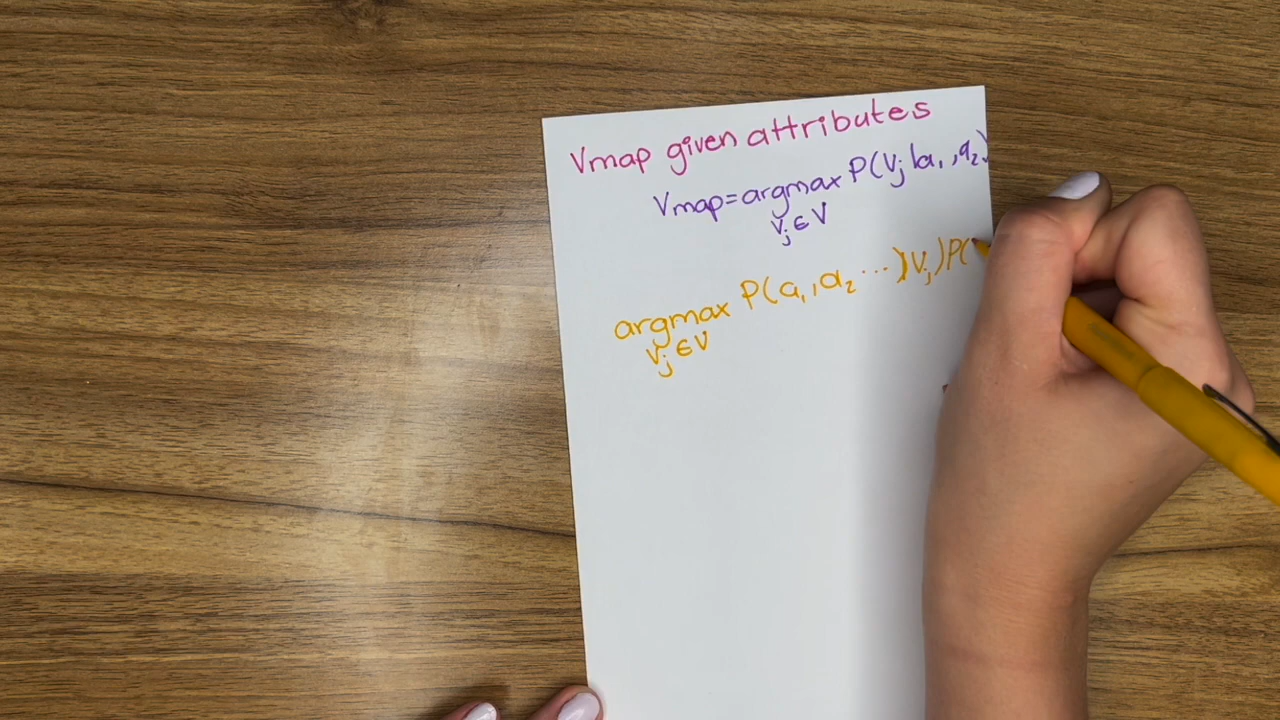 Vmap given attributes
Vmap=argmax P(Vj|a1,,a2)
Vj∈V
argmax P(a1,,a2...)Vj)P(
Vj∈V